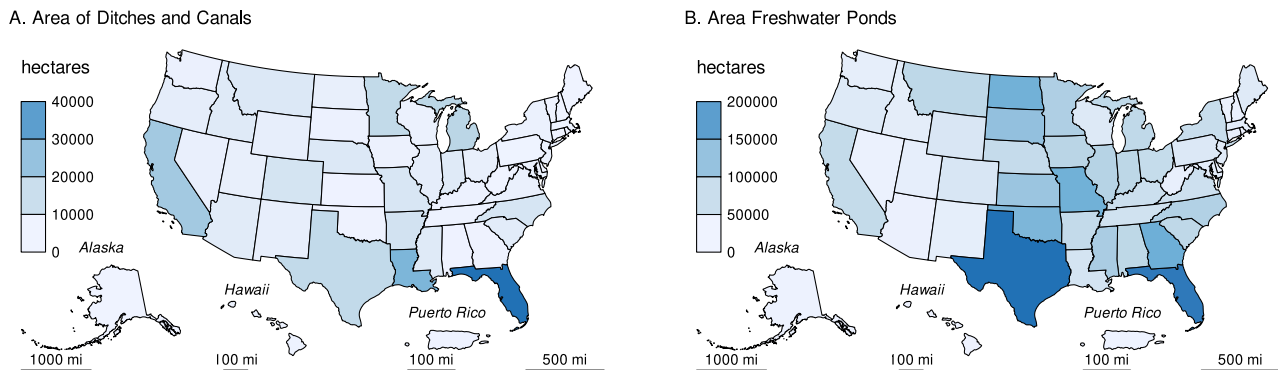 A. Area of Ditches and Canals
hectares
40000
30000
20000
10000
0
Alaska
Hawaii
Puerto Rico
1000 mi
100 mi
100 mi
500 mi
B. Area Freshwater Ponds
hectares
200000
150000
100000
50000
0
Alaska
Hawaii
Puerto Rico
1000 mi
100 mi
100 mi
500 mi